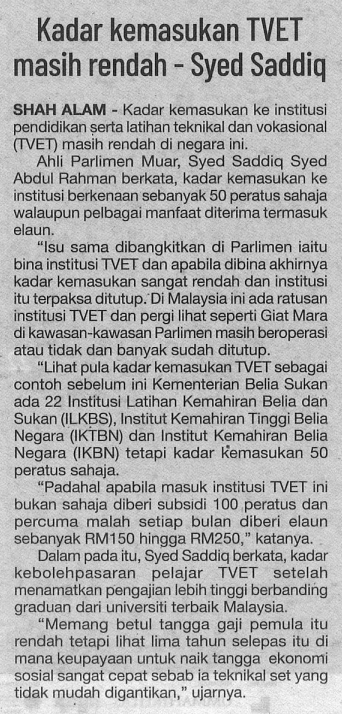 Kadar kemasukan TVET
masih rendah - Syed Saddiq
SHAH ALAM - Kadar kemasukan ke institusi
pendidikan serta latihan teknikal dan vokasional
(TVET) masih rendah di negara ini.
Ahli Parlimen Muar, Syed Saddiq Syed
Abdul Rahman berkata, kadar kemasukan ke
institusi berkenaan sebanyak 50 peratus sahaja
walaupun pelbagai manfaat diterima termasuk
elaun.
“Isu sama dibangkitkan di Parlimen iaitu
bina institusi TVET dan apabila dibina akhirnya
kadar kemasukan sangat rendah dan institusi
itu terpaksa ditutup. Di Malaysia ini ada ratusan
institusi TVET dan pergi lihat seperti Giat Mara
di kawasan-kawasan Parlimen masih beroperasi
atau tidak dan banyak sudah ditutup.
“Lihat pula kadar kemasukan TVET sebagai
contoh sebelum ini Kementerian Belia Sukan
ada 22 Institusi Latihan Kemahiran Belia dan
Sukan (ILKBS), Institut Kemahiran Tinggi Belia
Negara (IKTBN) dan Institut Kemahiran Belia
Negara (IKBN) tetapi kadar kemasukan 50
peratus sahaja.
“Padahal apabila masuk institusi TVET ini
bukan sahaja diberi subsidi 100 peratus dan
percuma malah setiap bulan diberi elaun
sebanyak RM150 hingga RM250,” katanya.
Dalam pada itu, Syed Saddiq berkata, kadar
kebolehpasaran pelajar TVET setelah
menamatkan pengajian lebih tinggi berbanding
graduan dari universiti terbaik Malaysia.
“Memang betul tangga gaji pemula itu
rendah tetapi lihat lima tahun selepas itu di
mana keupayaan untuk naik tangga ekonomi
sosial sangat cepat sebab ia teknikal set yang
tidak mudah digantikan,” ujarnya.